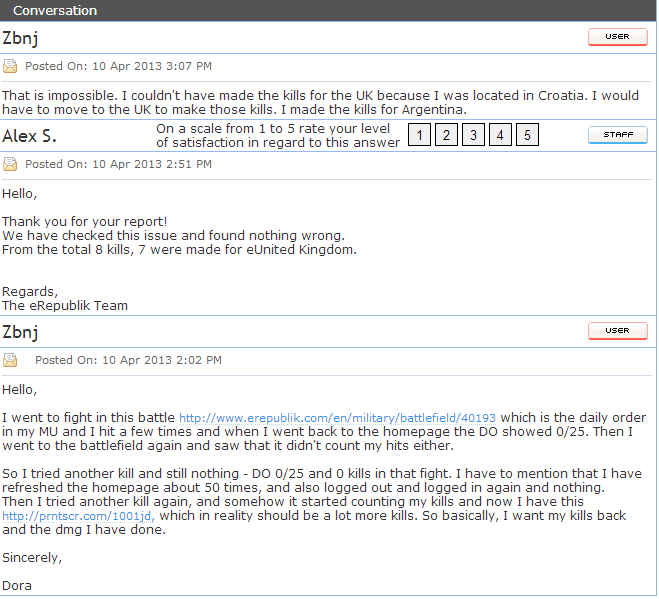 Conversation
Zbnj
USER
Posted On: 10 Apr 2013 3:07 PM
That is impossible. I couldn't have made the kills for the UK because I was located in Croatia. I would
have to move to the UK to make those kills. I made the kills for Argentina.
Alex S.
On a scale from 1 to 5 rate your level
of satisfaction in regard to this answer
1 2 3 4 5
STAFF
Posted On: 10 Apr 2013 2:51 PM
Hello,
Thank you for your report!
We have checked this issue and found nothing wrong.
From the total 8 kills, 7 were made for eUnited Kingdom.
Regards,
The eRepublik Team
Zbnj
USER
Posted On: 10 Apr 2013 2:02 PM
Hello,
I went to fight in this battle http://www.erepublik.com/en/military/battlefield/40193 which is the daily order
in my MU and I hit a few times and when I went back to the homepage the DO showed 0/25. Then I
went to the battlefield again and saw that it didn't count my hits either.
So I tried another kill and still nothing - DO 0/25 and 0 kills in that fight. I have to mention that I have
refreshed the homepage about 50 times, and also logged out and logged in again and nothing.
Then I tried another kill again, and somehow it started counting my kills and now I have this
http://prntscr.com/1001jd, which in reality should be a lot more kills. So basically, I want my kills back
and the dmg I have done.
Sincerely,
Dora